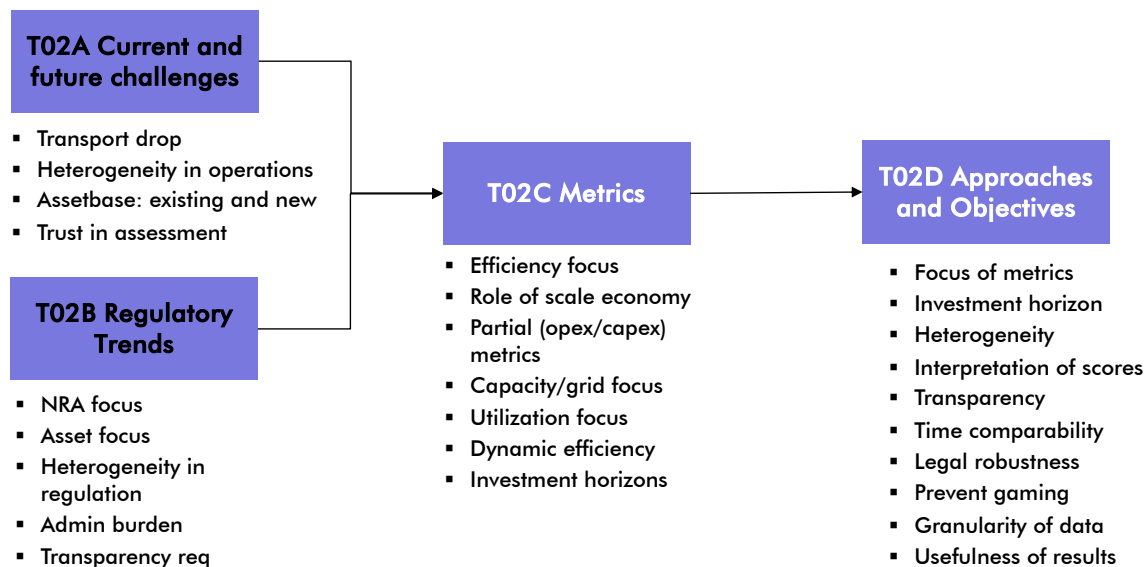 T02A Current and
future challenges
▪ Transport drop
▪ Heterogeneity in operations
▪ Assetbase: existing and new
▪ Trust in assessment
T02B Regulatory
Trends
▪ NRA focus
▪ Asset focus
▪ Heterogeneity in
regulation
▪ Admin burden
▪ Transparency req
T02C Metrics
▪ Efficiency focus
▪ Role of scale economy
▪ Partial (opex/capex)
metrics
▪ Capacity/grid focus
▪ Utilization focus
▪ Dynamic efficiency
▪ Investment horizons
T02D Approaches
and Objectives
▪ Focus of metrics
▪ Investment horizon
▪ Heterogeneity
▪ Interpretation of scores
▪ Transparency
▪ Time comparability
▪ Legal robustness
▪ Prevent gaming
▪ Granularity of data
▪ Usefulness of results